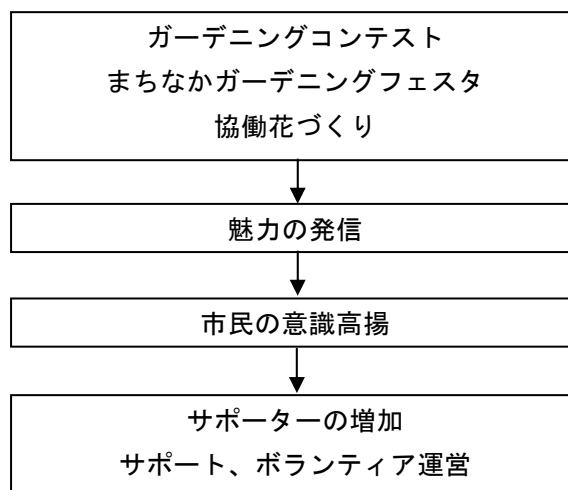 ガーデニングコンテスト
まちなかガーデニングフェスタ
協働花づくり
魅力の発信
市民の意識高揚
サポーターの増加
サポート、ボランティア運営